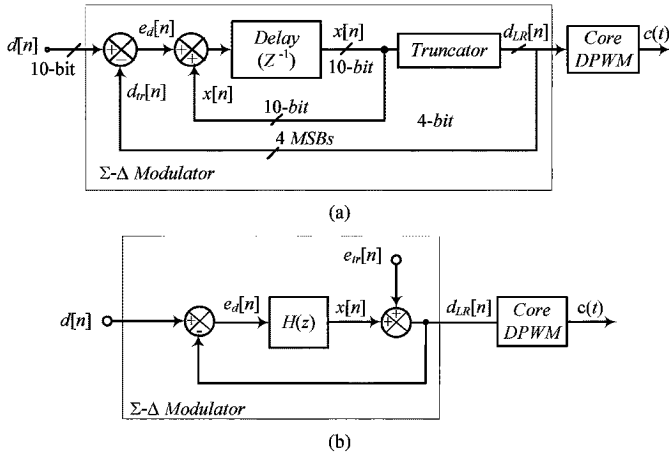 d[n]
10-bit
e_d[n]
Delay
(Z⁻¹)
x[n]
10-bit
Truncator
d_LR[n]
Core
DPWM
c(t)
d_tr[n]
x[n]
10-bit
4-bit
4 MSBs
Σ-Δ Modulator
(a)
e_tr[n]
d[n]
e_d[n]
H(z)
x[n]
d_LR[n]
Core
DPWM
c(t)
Σ-Δ Modulator
(b)